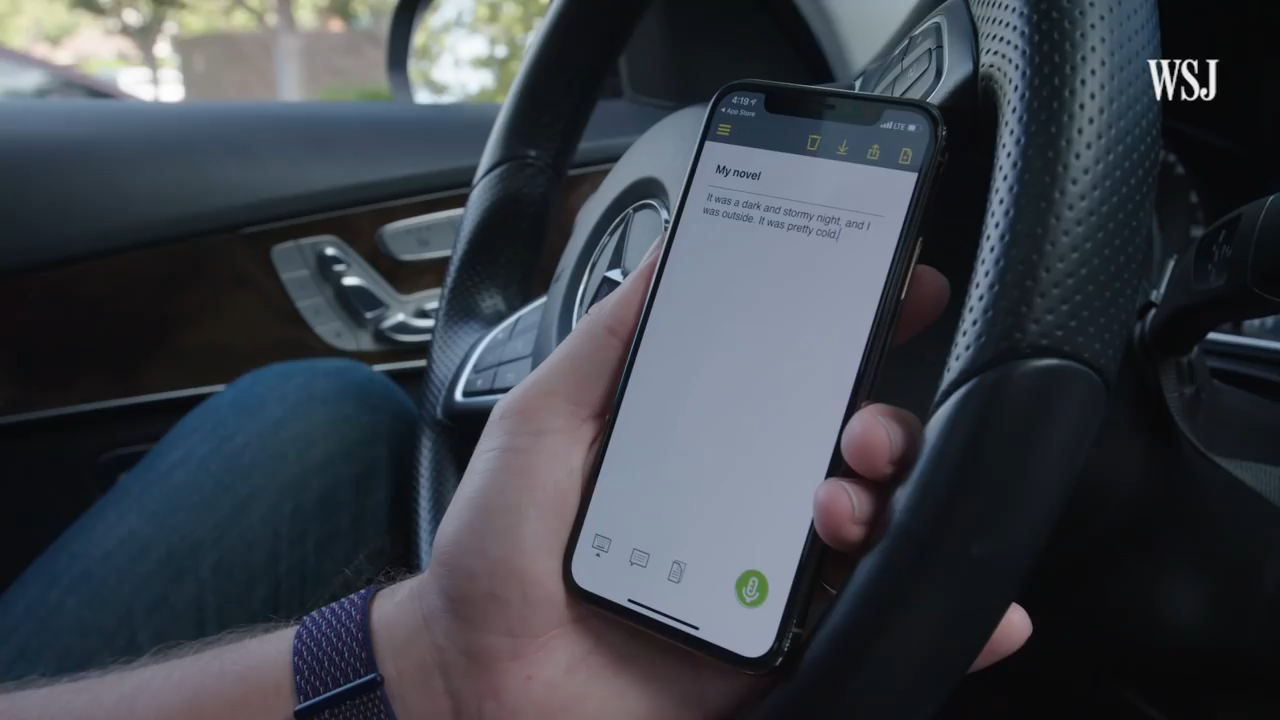 WSJ
4:19
App Store
LTE
My novel
It was a dark and stormy night, and I
was outside. It was pretty cold.